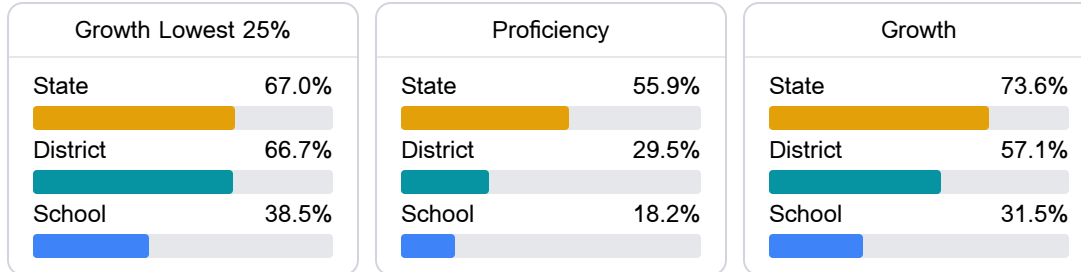 Growth Lowest 25%
State 67.0%
District 66.7%
School 38.5%
Proficiency
State 55.9%
District 29.5%
School 18.2%
Growth
State 73.6%
District 57.1%
School 31.5%